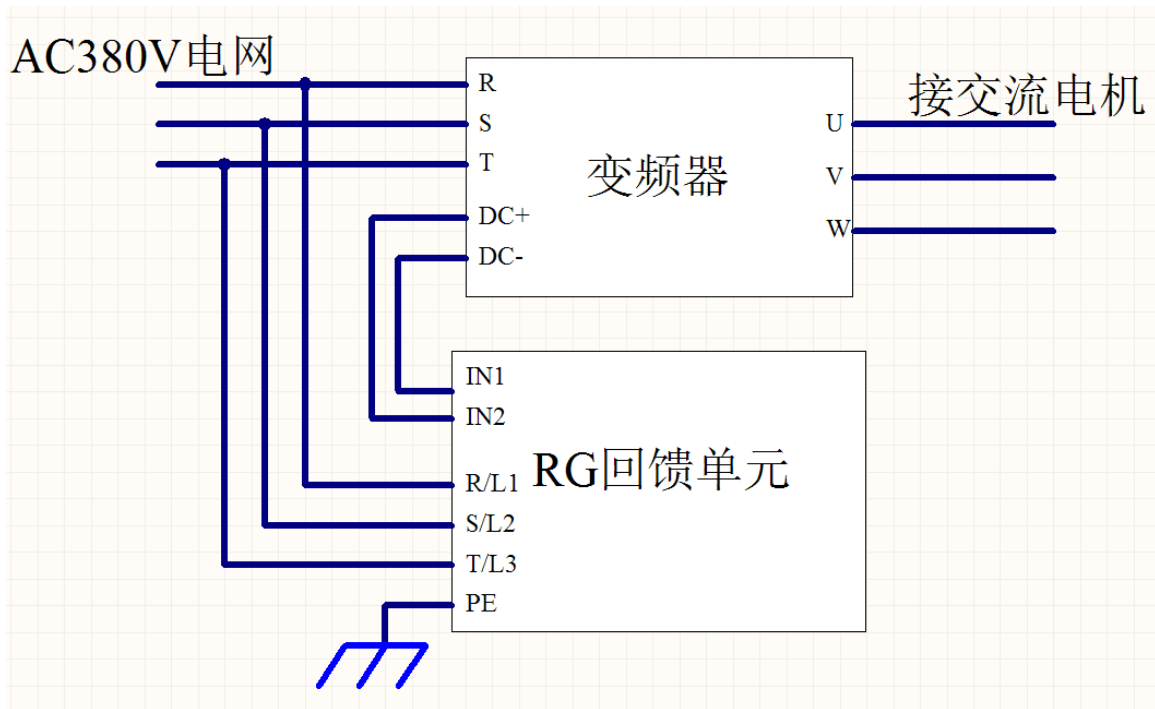 AC380V电网
接交流电机
R
S
T
DC+
DC-
变频器
U
V
W
IN1
IN2
R/L1
S/L2
T/L3
PE
RG回馈单元